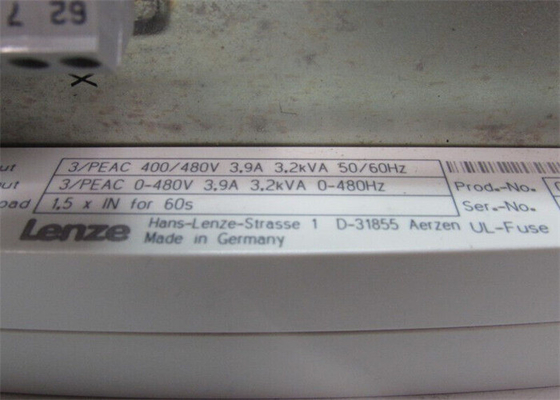 62 7
ut 3/PEAC 400/480V 3.9A 3.2kVA 50/60Hz
ut 3/PEAC 0-480V 3.9A 3.2kVA 0-480Hz Prod.-No.
oad 1.5 x IN for 60s Ser.-No.
Lenze Hans-Lenze-Strasse 1 D-31855 Aerzen UL-Fuse
Made in Germany